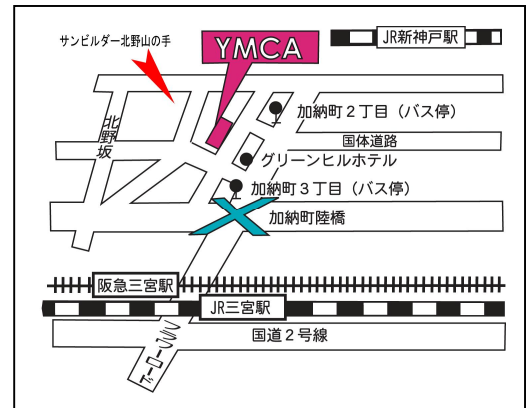 サンビルダー北野山の手
YMCA
JR新神戸駅
加納町2丁目（バス停）
北野坂
国体道路
グリーンヒルホテル
加納町3丁目（バス停）
加納町陸橋
阪急三宮駅
JR三宮駅
国道2号線
フラワーロード